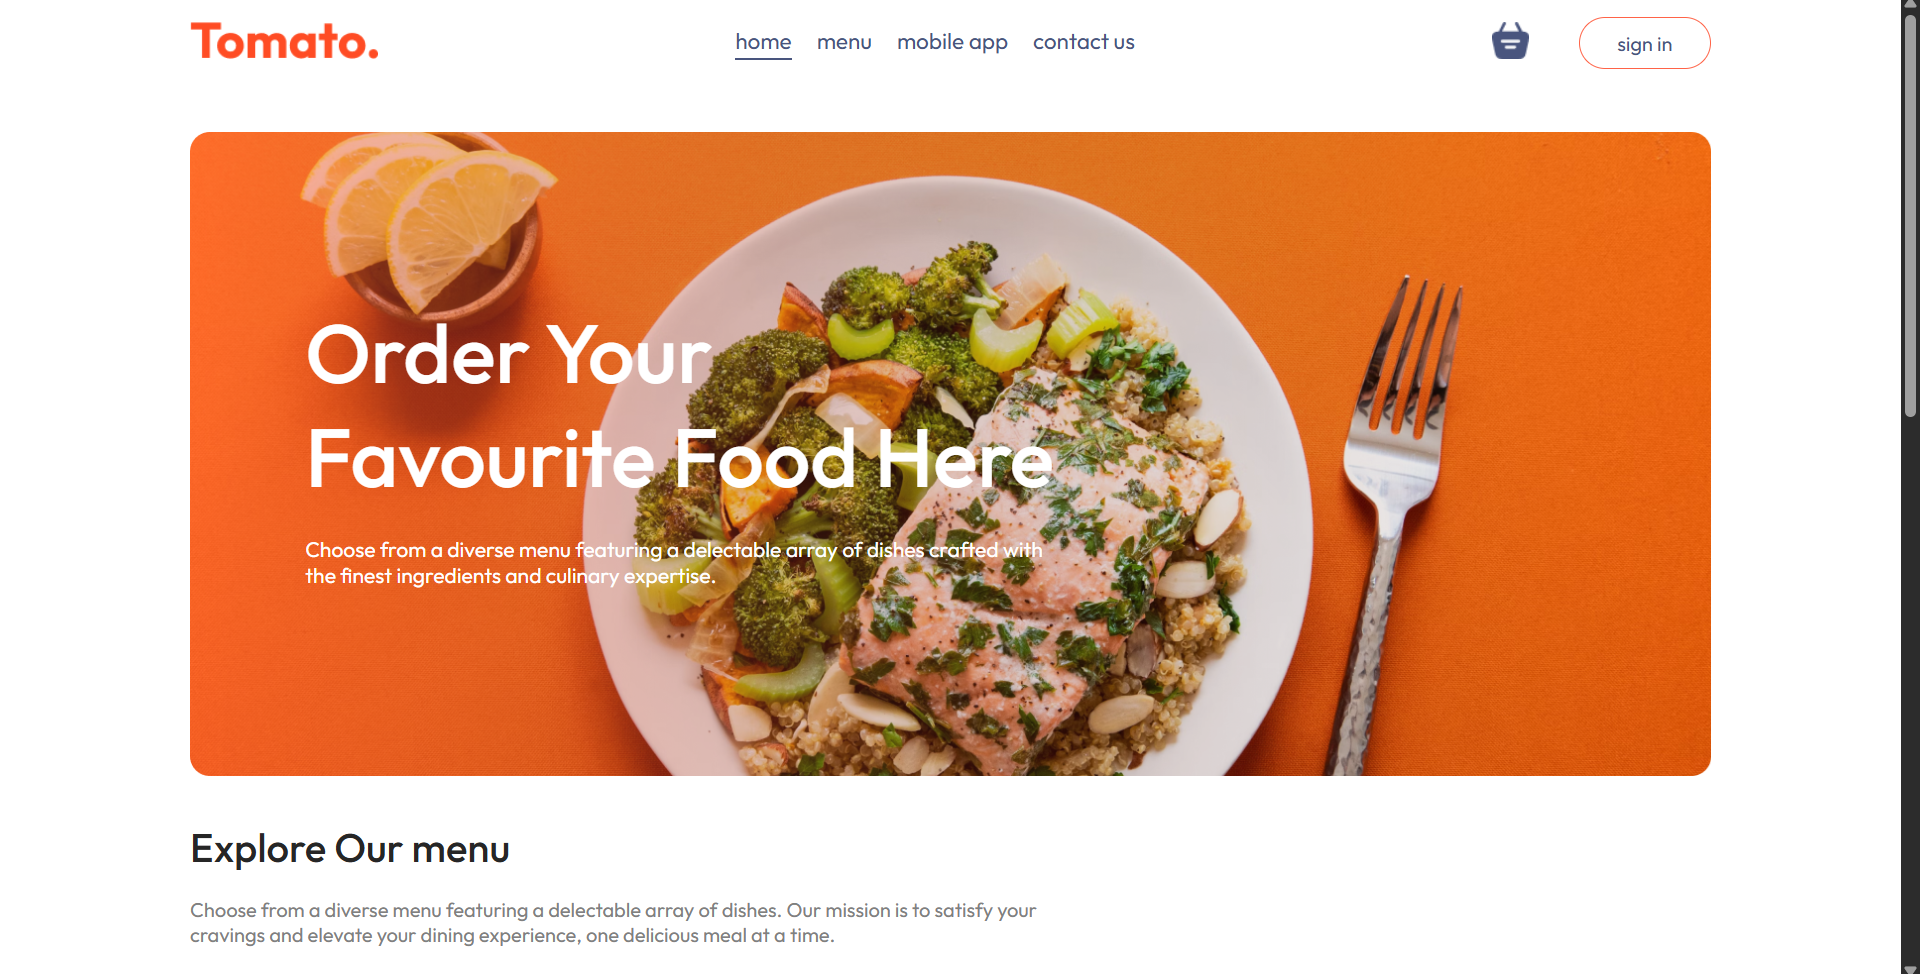 Tomato.
home menu mobile app contact us
sign in
Order Your
Favourite Food Here
Choose from a diverse menu featuring a delectable array of dishes crafted with
the finest ingredients and culinary expertise.
Explore Our menu
Choose from a diverse menu featuring a delectable array of dishes. Our mission is to satisfy your
cravings and elevate your dining experience, one delicious meal at a time.